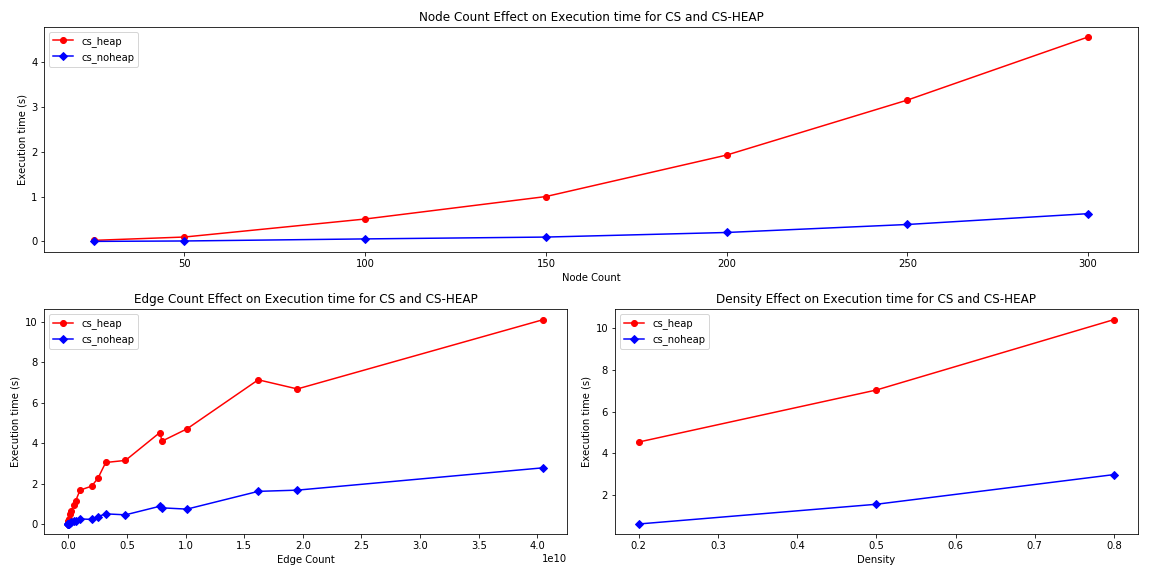 Node Count Effect on Execution time for CS and CS-HEAP
cs_heap
cs_noheap
Execution time (s)
4
3
2
1
0
50
100
150
200
250
300
Node Count
Edge Count Effect on Execution time for CS and CS-HEAP
cs_heap
cs_noheap
Execution time (s)
10
8
6
4
2
0
0.0
0.5
1.0
1.5
2.0
2.5
3.0
3.5
4.0
1e10
Edge Count
Density Effect on Execution time for CS and CS-HEAP
cs_heap
cs_noheap
Execution time (s)
10
8
6
4
2
0.2
0.3
0.4
0.5
0.6
0.7
0.8
Density